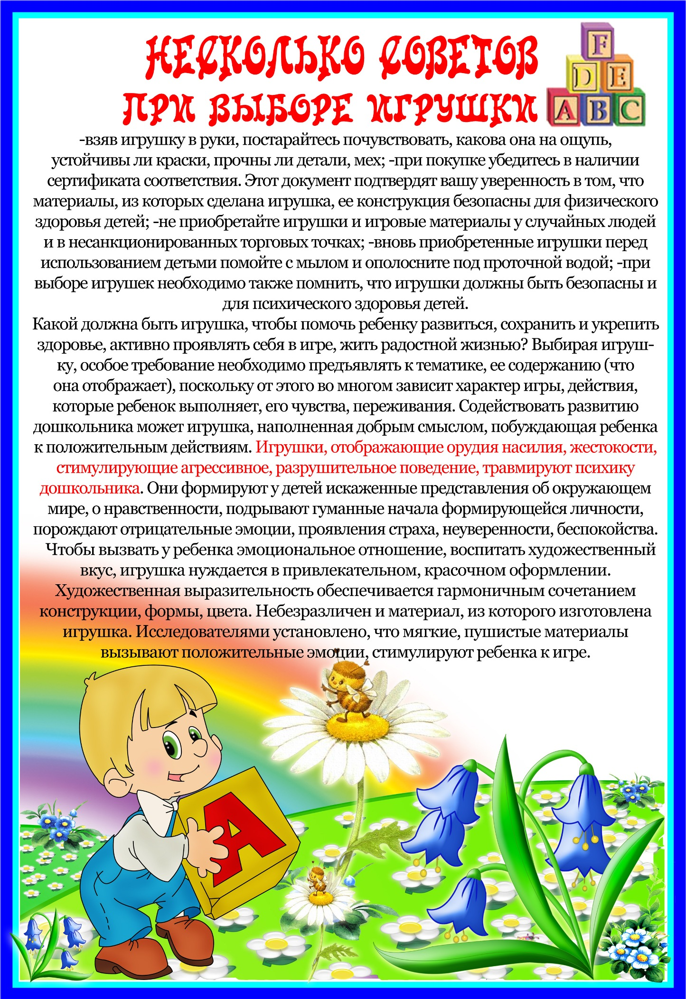 НЕСКОЛЬКО СОВЕТОВ
ПРИ ВЫБОРЕ ИГРУШКИ
F
D E
A B C
-взяв игрушку в руки, постарайтесь почувствовать, какова она на ощупь,
устойчивы ли краски, прочны ли детали, мех; -при покупке убедитесь в наличии
сертификата соответствия. Этот документ подтвердят вашу уверенность в том, что
материалы, из которых сделана игрушка, ее конструкция безопасны для физического
здоровья детей; -не приобретайте игрушки и игровые материалы у случайных людей
и в несанкционированных торговых точках; -вновь приобретенные игрушки перед
использованием детьми помойте с мылом и ополосните под проточной водой; -при
выборе игрушек необходимо также помнить, что игрушки должны быть безопасны и
для психического здоровья детей.
Какой должна быть игрушка, чтобы помочь ребенку развиться, сохранить и укрепить
здоровье, активно проявлять себя в игре, жить радостной жизнью? Выбирая игруш-
ку, особое требование необходимо предъявлять к тематике, ее содержанию (что
она отображает), поскольку от этого во многом зависит характер игры, действия,
которые ребенок выполняет, его чувства, переживания. Содействовать развитию
дошкольника может игрушка, наполненная добрым смыслом, побуждающая ребенка
к положительным действиям. Игрушки, отображающие орудия насилия, жестокости,
стимулирующие агрессивное, разрушительное поведение, травмируют психику
дошкольника. Они формируют у детей искаженные представления об окружающем
мире, о нравственности, подрывают гуманные начала формирующейся личности,
порождают отрицательные эмоции, проявления страха, неуверенности, беспокойства.
Чтобы вызвать у ребенка эмоциональное отношение, воспитать художественный
вкус, игрушка нуждается в привлекательном, красочном оформлении.
Художественная выразительность обеспечивается гармоничным сочетанием
конструкции, формы, цвета. Небезразличен и материал, из которого изготовлена
игрушка. Исследователями установлено, что мягкие, пушистые материалы
вызывают положительные эмоции, стимулируют ребенка к игре.
А